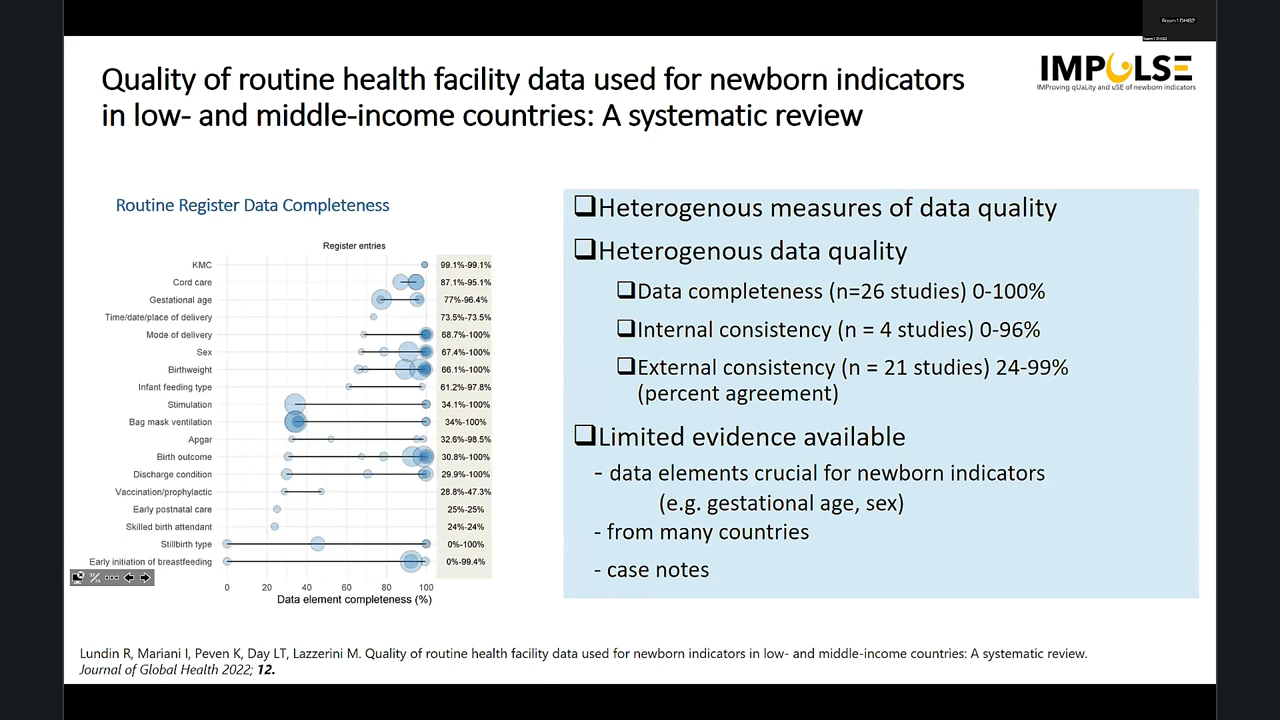 Room 1 DHIS2
Room 1 DHIS2
Quality of routine health facility data used for newborn indicators
in low- and middle-income countries: A systematic review
IMPULSE
IMProving qUaLity and uSE of newborn indicators
Routine Register Data Completeness
Register entries
KMC 99.1%-99.1%
Cord care 87.1%-95.1%
Gestational age 77%-96.4%
Time/date/place of delivery 73.5%-73.5%
Mode of delivery 68.7%-100%
Sex 67.4%-100%
Birthweight 66.1%-100%
Infant feeding type 61.2%-97.8%
Stimulation 34.1%-100%
Bag mask ventilation 34%-100%
Apgar 32.6%-98.5%
Birth outcome 30.8%-100%
Discharge condition 29.9%-100%
Vaccination/prophylactic 28.8%-47.3%
Early postnatal care 25%-25%
Skilled birth attendant 24%-24%
Stillbirth type 0%-100%
Early initiation of breastfeeding 0%-99.4%
0 20 40 60 80 100
Data element completeness (%)
❑Heterogenous measures of data quality
❑Heterogenous data quality
❑Data completeness (n=26 studies) 0-100%
❑Internal consistency (n = 4 studies) 0-96%
❑External consistency (n = 21 studies) 24-99%
(percent agreement)
❑Limited evidence available
- data elements crucial for newborn indicators
(e.g. gestational age, sex)
- from many countries
- case notes
Lundin R, Mariani I, Peven K, Day LT, Lazzerini M. Quality of routine health facility data used for newborn indicators in low- and middle-income countries: A systematic review.
Journal of Global Health 2022; 12.